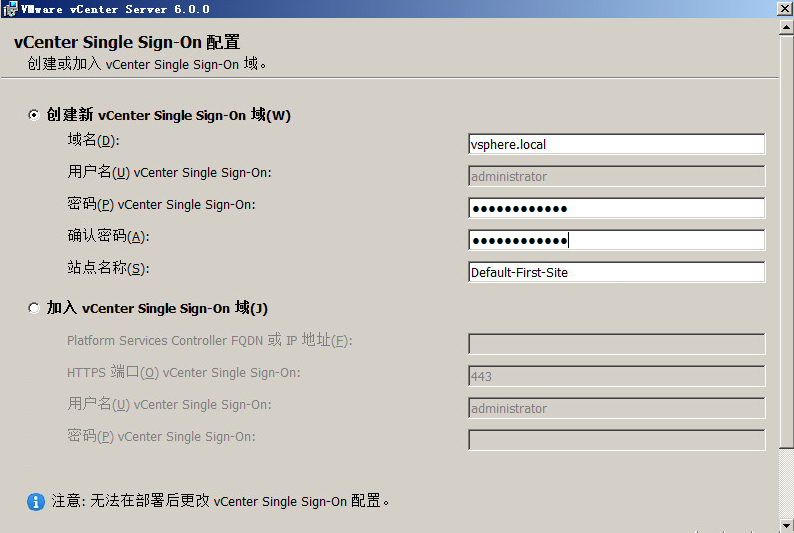 VMware vCenter Server 6.0.0
vCenter Single Sign-On 配置
创建或加入 vCenter Single Sign-On 域。
创建新 vCenter Single Sign-On 域(W)
域名(D): vsphere.local
用户名(U) vCenter Single Sign-On: administrator
密码(P) vCenter Single Sign-On: ●●●●●●●●●●●●
确认密码(A): ●●●●●●●●●●●●
站点名称(S): Default-First-Site
加入 vCenter Single Sign-On 域(J)
Platform Services Controller FQDN 或 IP 地址(F):
HTTPS 端口(O) vCenter Single Sign-On: 443
用户名(U) vCenter Single Sign-On: administrator
密码(P) vCenter Single Sign-On:
注意: 无法在部署后更改 vCenter Single Sign-On 配置。